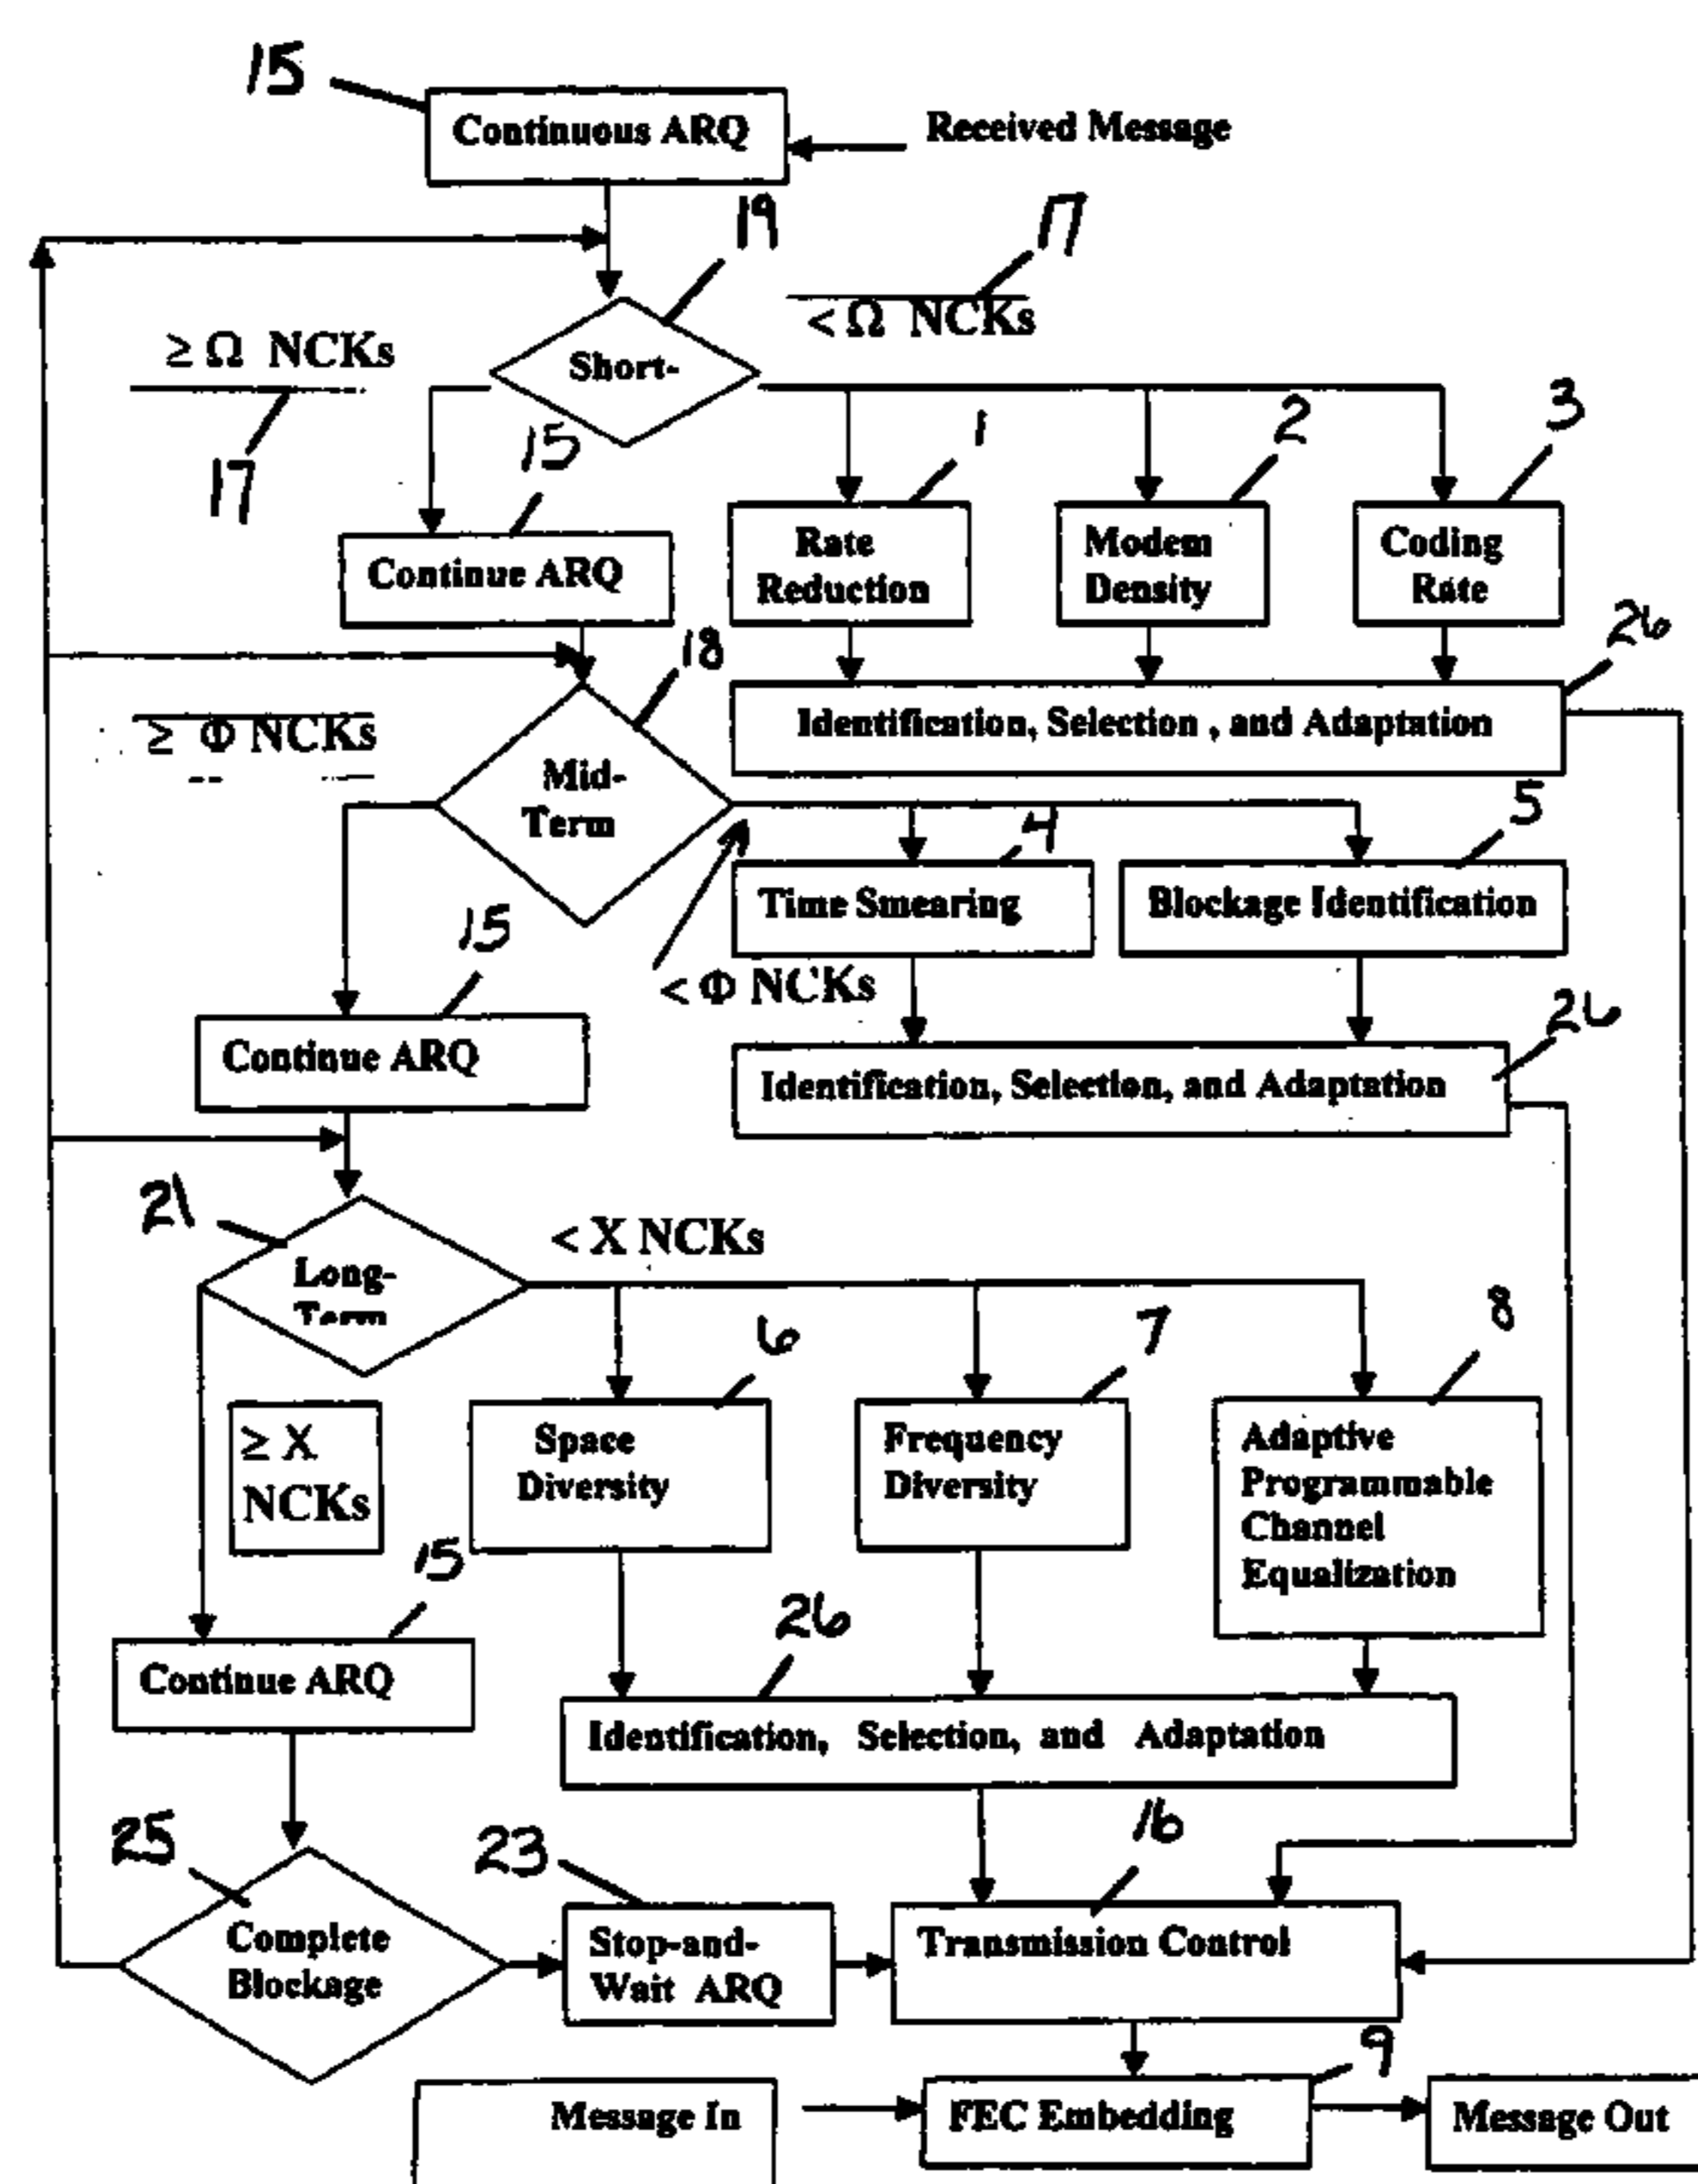 15
Continuous ARQ
Received Message
19
17
< Ω NCKs
≥ Ω NCKs
Short-
17
15
1
2
3
Continue ARQ
Rate
Reduction
Modem
Density
Coding
Rate
26
18
Identification, Selection , and Adaptation
≥ Φ NCKs
Mid-
Term
4
5
Time Smearing
Blockage Identification
15
< Φ NCKs
26
Continue ARQ
Identification, Selection, and Adaptation
21
< X NCKs
Long-
Term
6
7
8
≥ X
NCKs
Space
Diversity
Frequency
Diversity
Adaptive
Programmable
Channel
Equalization
15
26
Continue ARQ
Identification, Selection, and Adaptation
25
23
16
Complete
Blockage
Stop-and-
Wait ARQ
Transmission Control
9
Message In
FEC Embedding
Message Out